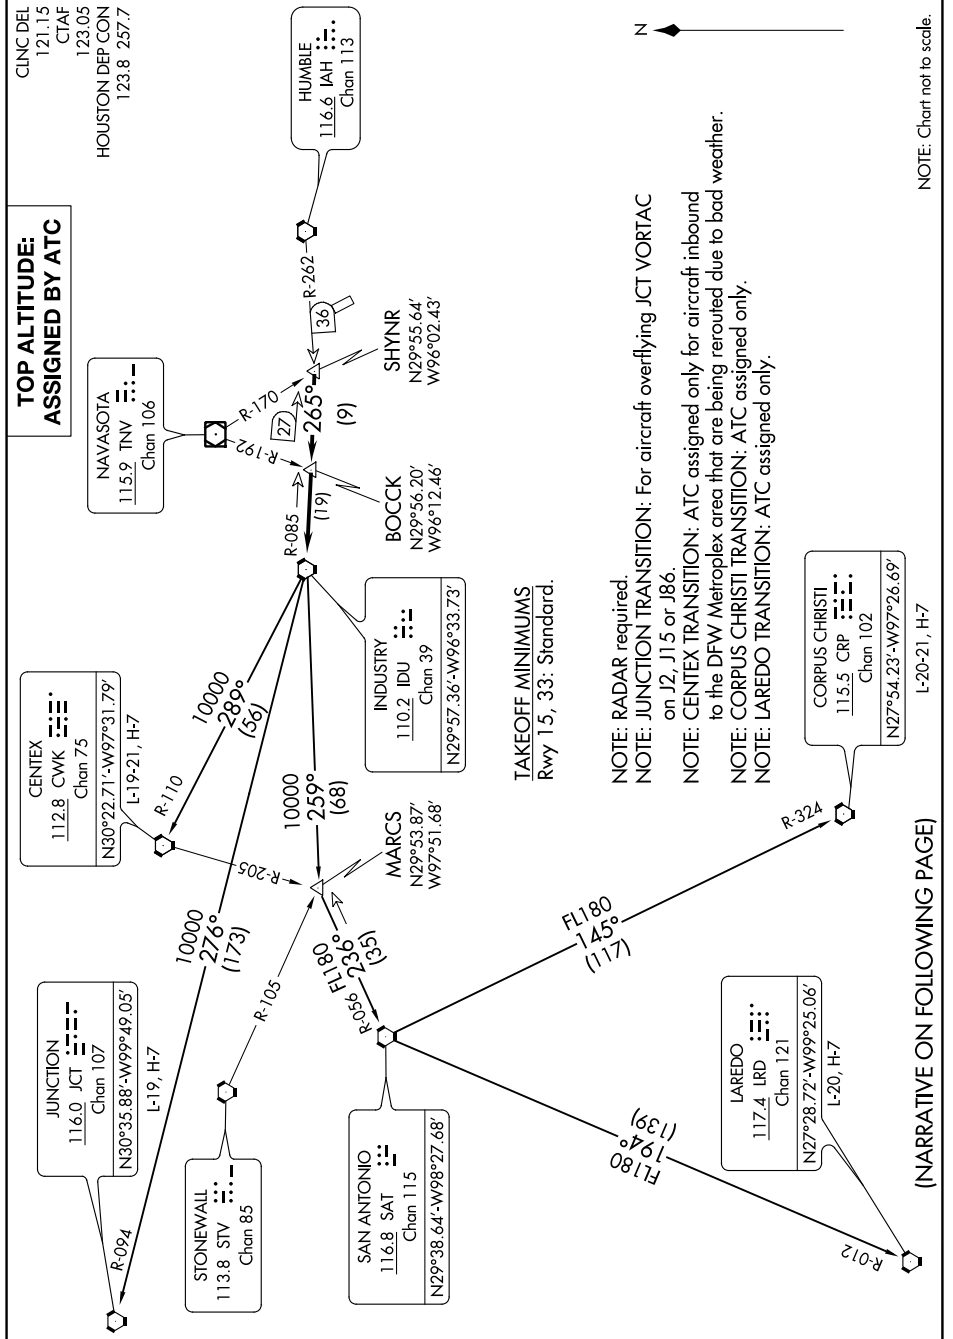 TOP ALTITUDE:
ASSIGNED BY ATC
CLNC DEL
121.15
CTAF
123.05
HOUSTON DEP CON
123.8 257.7
JUNCTION
116.0 JCT
Chan 107
N30°35.88'-W99°49.05'
L-19, H-7
CENTEX
112.8 CWK
Chan 75
N30°22.71'-W97°31.79'
L-19-21, H-7
NAVASOTA
115.9 TNV
Chan 106
HUMBLE
116.6 IAH
Chan 113
R-094
10000
276°
(173)
R-110
10000
289°
(56)
R-205
R-192
R-170
27
R-262
36
SHYNR
N29°55.64'
W96°02.43'
265°
(9)
BOCCK
N29°56.20'
W96°12.46'
R-085
(19)
INDUSTRY
110.2 IDU
Chan 39
N29°57.36'-W96°33.73'
10000
259°
(68)
MARCS
N29°53.87'
W97°51.68'
STONEWALL
113.8 STV
Chan 85
R-105
SAN ANTONIO
116.8 SAT
Chan 115
N29°38.64'-W98°27.68'
R-056
FL180
236°
(35)
FL180
145°
(117)
R-324
FL180
194°
(139)
R-012
LAREDO
117.4 LRD
Chan 121
N27°28.72'-W99°25.06'
L-20, H-7
CORPUS CHRISTI
115.5 CRP
Chan 102
N27°54.23'-W97°26.69'
L-20-21, H-7
TAKEOFF MINIMUMS
Rwy 15, 33: Standard.
NOTE: RADAR required.
NOTE: JUNCTION TRANSITION: For aircraft overflying JCT VORTAC
on J2, J15 or J86.
NOTE: CENTEX TRANSITION: ATC assigned only for aircraft inbound
to the DFW Metroplex area that are being rerouted due to bad weather.
NOTE: CORPUS CHRISTI TRANSITION: ATC assigned only.
NOTE: LAREDO TRANSITION: ATC assigned only.
N
(NARRATIVE ON FOLLOWING PAGE)
NOTE: Chart not to scale.